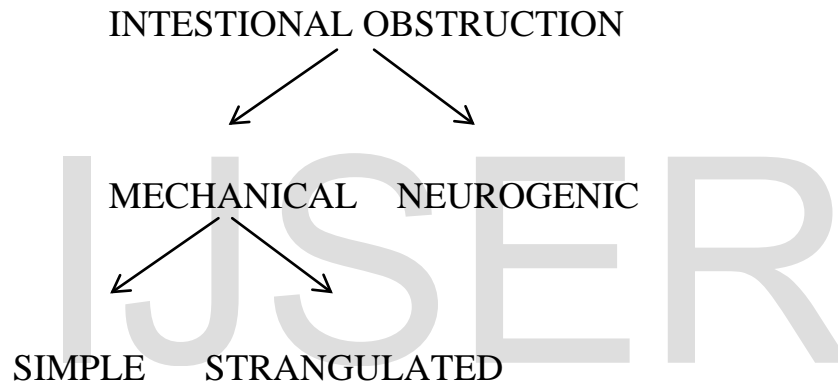 INTESTIONAL OBSTRUCTION
IJSER
MECHANICAL NEUROGENIC
SIMPLE STRANGULATED